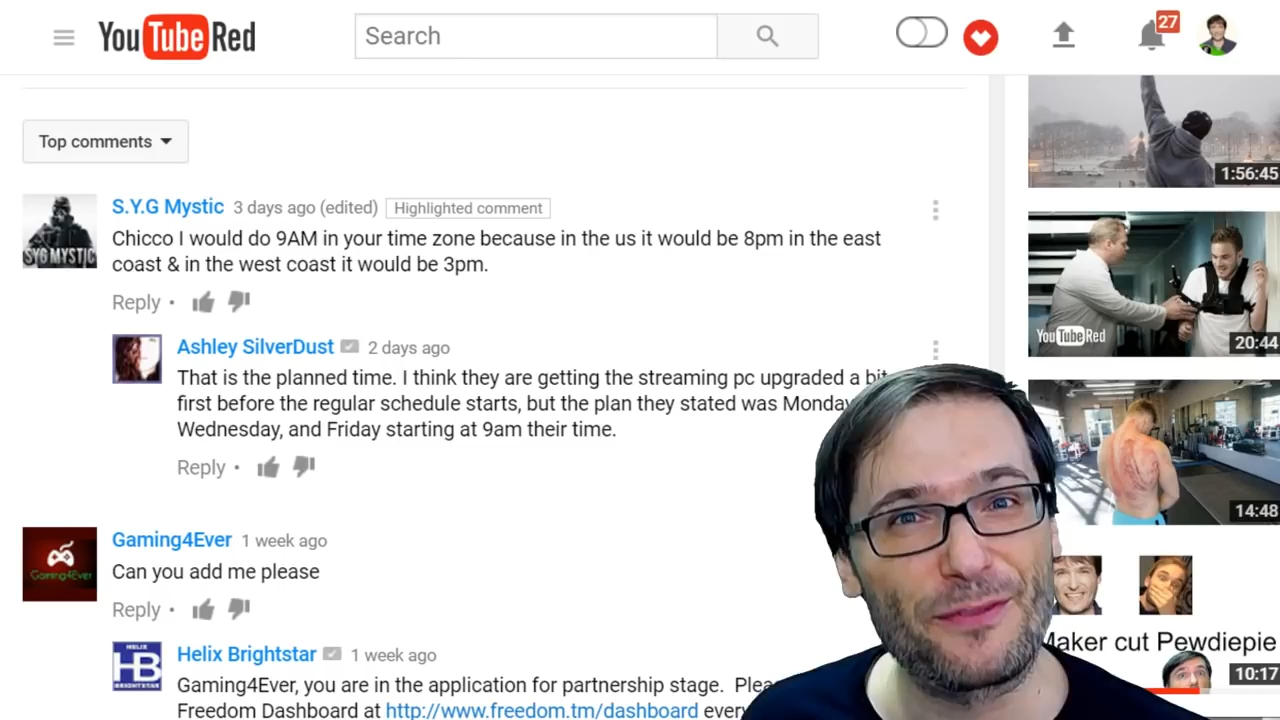 YouTube Red
Search
27
Top comments
1:56:45
S.Y.G Mystic 3 days ago (edited) Highlighted comment
SYG MYSTIC
Chicco I would do 9AM in your time zone because in the us it would be 8pm in the east
coast & in the west coast it would be 3pm.
Reply •
YouTube Red
20:44
Ashley SilverDust 2 days ago
That is the planned time. I think they are getting the streaming pc upgraded a bit
first before the regular schedule starts, but the plan they stated was Monday
Wednesday, and Friday starting at 9am their time.
Reply •
14:48
Gaming4Ever 1 week ago
Gaming4Ever
Can you add me please
Reply •
Maker cut Pewdiepie
10:17
Helix Brightstar 1 week ago
HELIX
HB
BRIGHTSTAR
Gaming4Ever, you are in the application for partnership stage.
Freedom Dashboard at http://www.freedom.tm/dashboard